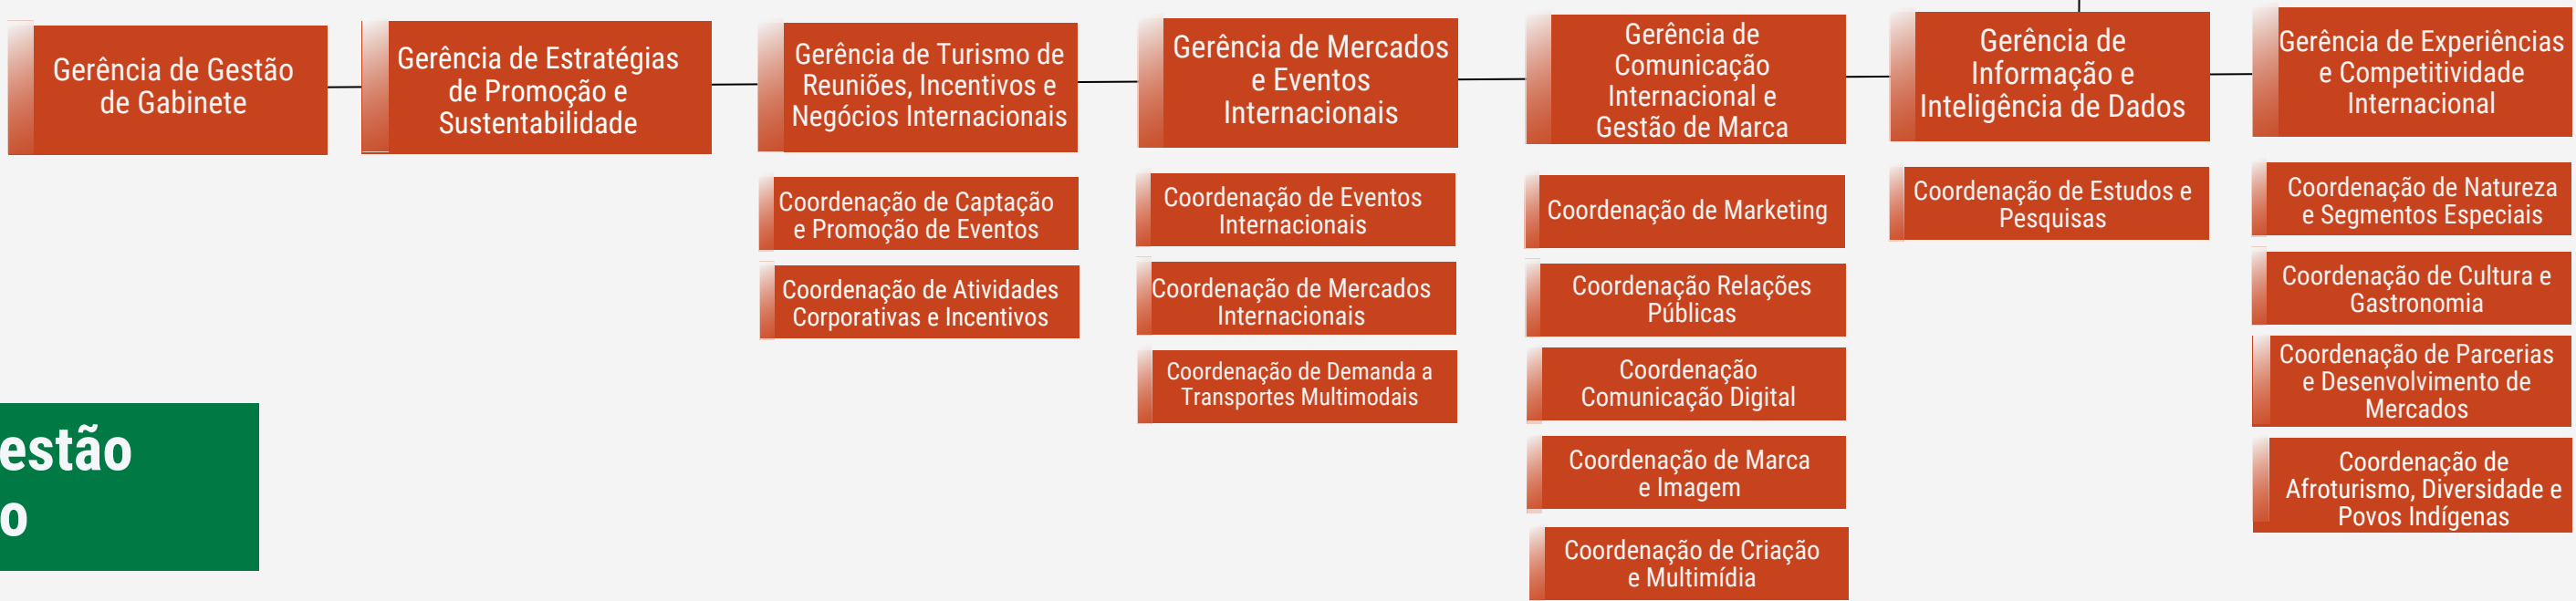 Gerência de Gestão
de Gabinete
Gerência de Estratégias
de Promoção e
Sustentabilidade
Gerência de Turismo de
Reuniões, Incentivos e
Negócios Internacionais
Gerência de Mercados
e Eventos
Internacionais
Gerência de
Comunicação
Internacional e
Gestão de Marca
Gerência de
Informação e
Inteligência de Dados
Gerência de Experiências
e Competitividade
Internacional
Coordenação de Captação
e Promoção de Eventos
Coordenação de Atividades
Corporativas e Incentivos
Coordenação de Eventos
Internacionais
Coordenação de Mercados
Internacionais
Coordenação de Demanda a
Transportes Multimodais
Coordenação de Marketing
Coordenação Relações
Públicas
Coordenação
Comunicação Digital
Coordenação de Marca
e Imagem
Coordenação de Criação
e Multimídia
Coordenação de Estudos e
Pesquisas
Coordenação de Natureza
e Segmentos Especiais
Coordenação de Cultura e
Gastronomia
Coordenação de Parcerias
e Desenvolvimento de
Mercados
Coordenação de
Afroturismo, Diversidade e
Povos Indígenas
estão
o